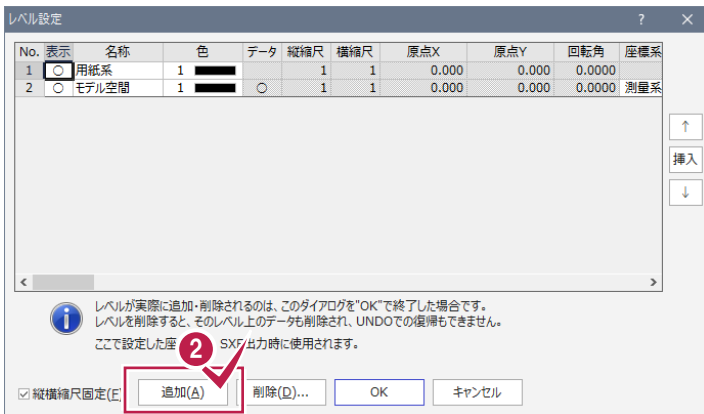 レベル設定 ? ×
No. 表示 名称 色 データ 縦縮尺 横縮尺 原点X 原点Y 回転角 座標系
1 ○ 用紙系 1 1 1 0.000 0.000 0.0000
2 ○ モデル空間 1 ○ 1 1 0.000 0.000 0.0000 測量系
↑
挿入
↓
レベルが実際に追加・削除されるのは、このダイアログを"OK"で終了した場合です。
レベルを削除すると、そのレベル上のデータも削除され、UNDOでの復帰もできません。
ここで設定した座 SXF出力時に使用されます。
2
縦横縮尺固定(F) 追加(A) 削除(D)... OK キャンセル